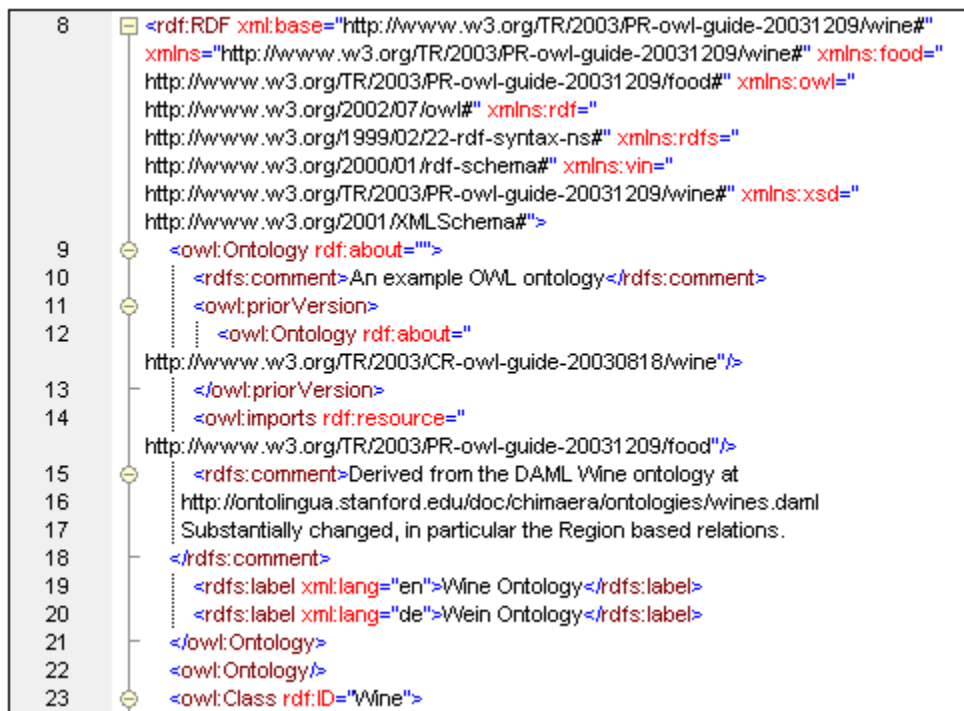 8 <rdf:RDF xml:base="http://www.w3.org/TR/2003/PR-owl-guide-20031209/wine#"
xmlns="http://www.w3.org/TR/2003/PR-owl-guide-20031209/wine#" xmlns:food="
http://www.w3.org/TR/2003/PR-owl-guide-20031209/food#" xmlns:owl="
http://www.w3.org/2002/07/owl#" xmlns:rdf="
http://www.w3.org/1999/02/22-rdf-syntax-ns#" xmlns:rdfs="
http://www.w3.org/2000/01/rdf-schema#" xmlns:vin="
http://www.w3.org/TR/2003/PR-owl-guide-20031209/wine#" xmlns:xsd="
http://www.w3.org/2001/XMLSchema#">
9 <owl:Ontology rdf:about="">
10 <rdfs:comment>An example OWL ontology</rdfs:comment>
11 <owl:priorVersion>
12 <owl:Ontology rdf:about="
http://www.w3.org/TR/2003/CR-owl-guide-20030818/wine"/>
13 </owl:priorVersion>
14 <owl:imports rdf:resource="
http://www.w3.org/TR/2003/PR-owl-guide-20031209/food"/>
15 <rdfs:comment>Derived from the DAML Wine ontology at
16 http://ontolingua.stanford.edu/doc/chimaera/ontologies/wines.daml
17 Substantially changed, in particular the Region based relations.
18 </rdfs:comment>
19 <rdfs:label xml:lang="en">Wine Ontology</rdfs:label>
20 <rdfs:label xml:lang="de">Wein Ontology</rdfs:label>
21 </owl:Ontology>
22 <owl:Ontology/>
23 <owl:Class rdf:ID="Wine">